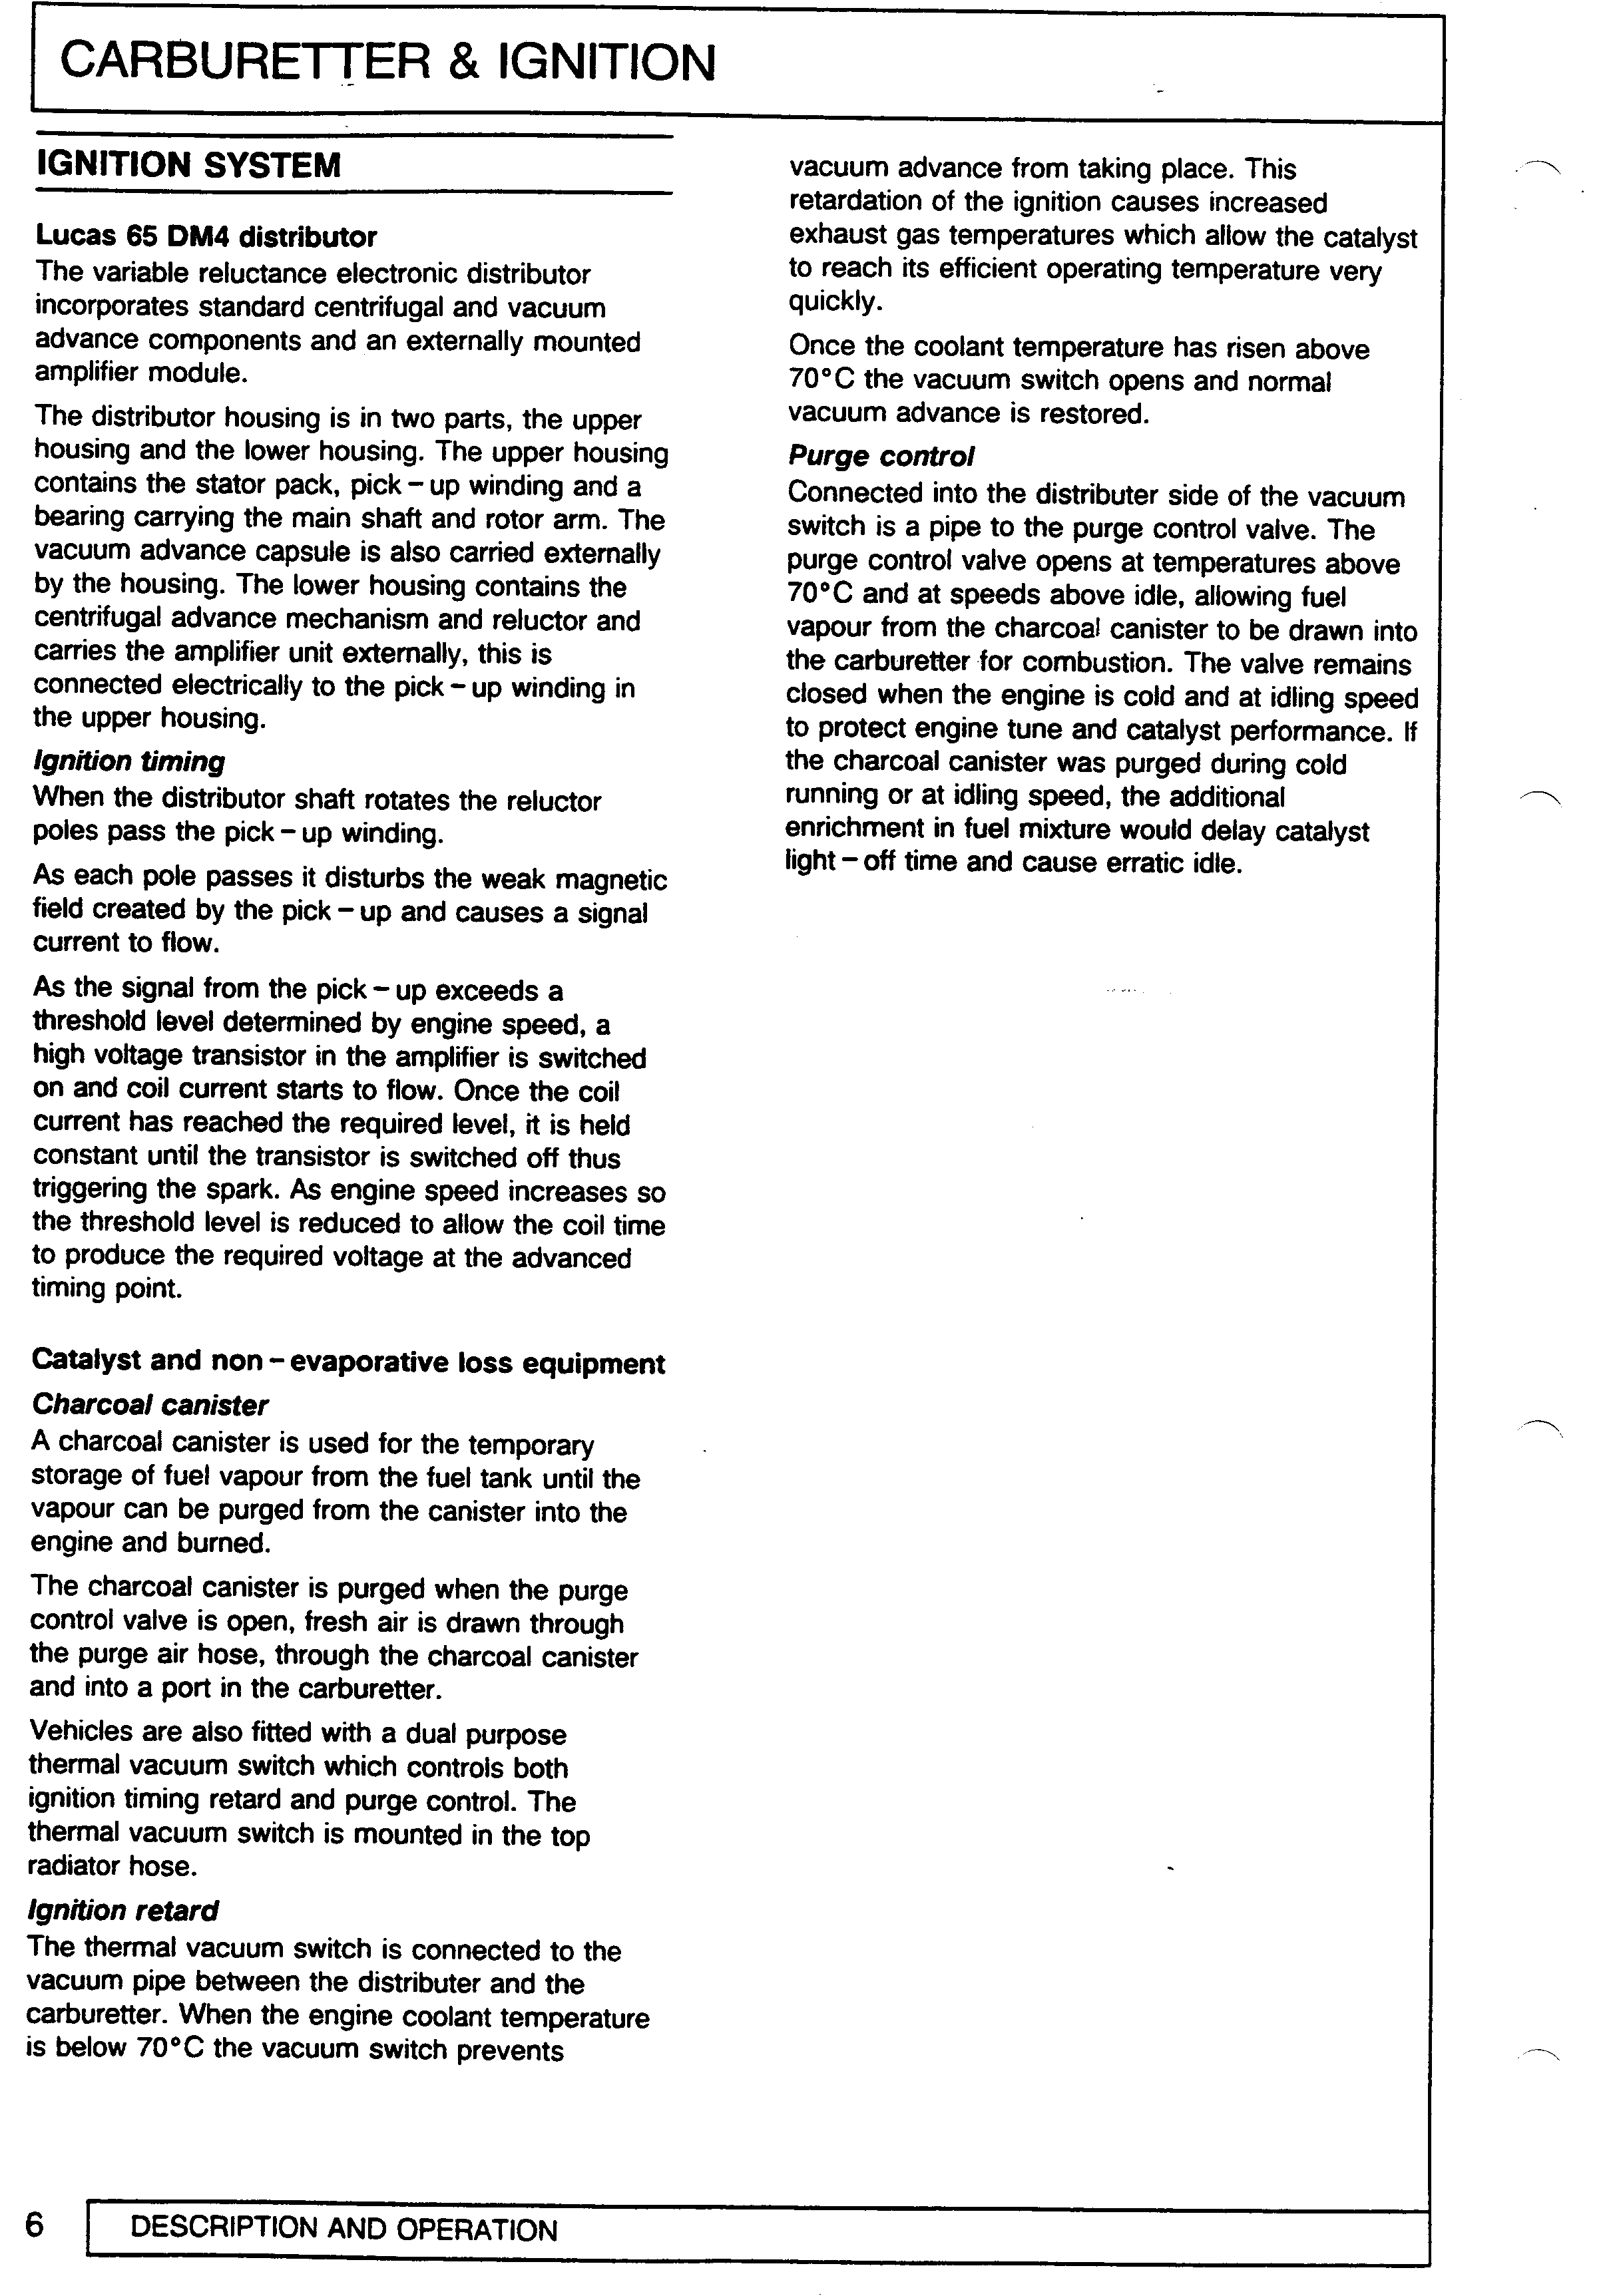 CARBURETTER & IGNITION
IGNITION SYSTEM
Lucas 65 DM4 distributor
The variable reluctance electronic distributor
incorporates standard centrifugal and vacuum
advance components and an externally mounted
amplifier module.
The distributor housing is in two parts, the upper
housing and the lower housing. The upper housing
contains the stator pack, pick-up winding and a
bearing carrying the main shaft and rotor arm. The
vacuum advance capsule is also carried externally
by the housing. The lower housing contains the
centrifugal advance mechanism and reluctor and
carries the amplifier unit externally, this is
connected electrically to the pick-up winding in
the upper housing.
Ignition timing
When the distributor shaft rotates the reluctor
poles pass the pick-up winding.
As each pole passes it disturbs the weak magnetic
field created by the pick-up and causes a signal
current to flow.
As the signal from the pick-up exceeds a
threshold level determined by engine speed, a
high voltage transistor in the amplifier is switched
on and coil current starts to flow. Once the coil
current has reached the required level, it is held
constant until the transistor is switched off thus
triggering the spark. As engine speed increases so
the threshold level is reduced to allow the coil time
to produce the required voltage at the advanced
timing point.
Catalyst and non-evaporative loss equipment
Charcoal canister
A charcoal canister is used for the temporary
storage of fuel vapour from the fuel tank until the
vapour can be purged from the canister into the
engine and burned.
The charcoal canister is purged when the purge
control valve is open, fresh air is drawn through
the purge air hose, through the charcoal canister
and into a port in the carburetter.
Vehicles are also fitted with a dual purpose
thermal vacuum switch which controls both
ignition timing retard and purge control. The
thermal vacuum switch is mounted in the top
radiator hose.
Ignition retard
The thermal vacuum switch is connected to the
vacuum pipe between the distributer and the
carburetter. When the engine coolant temperature
is below 70°C the vacuum switch prevents
vacuum advance from taking place. This
retardation of the ignition causes increased
exhaust gas temperatures which allow the catalyst
to reach its efficient operating temperature very
quickly.
Once the coolant temperature has risen above
70°C the vacuum switch opens and normal
vacuum advance is restored.
Purge control
Connected into the distributer side of the vacuum
switch is a pipe to the purge control valve. The
purge control valve opens at temperatures above
70°C and at speeds above idle, allowing fuel
vapour from the charcoal canister to be drawn into
the carburetter for combustion. The valve remains
closed when the engine is cold and at idling speed
to protect engine tune and catalyst performance. If
the charcoal canister was purged during cold
running or at idling speed, the additional
enrichment in fuel mixture would delay catalyst
light-off time and cause erratic idle.
6
DESCRIPTION AND OPERATION